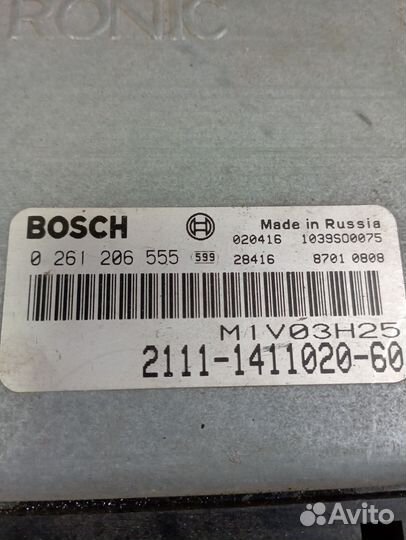 RONIC
BOSCH
Made in Russia
020416 1039S00075
0 261 206 555 599 28416 8701 0808
M1V03H25
2111-1411020-60
Avito